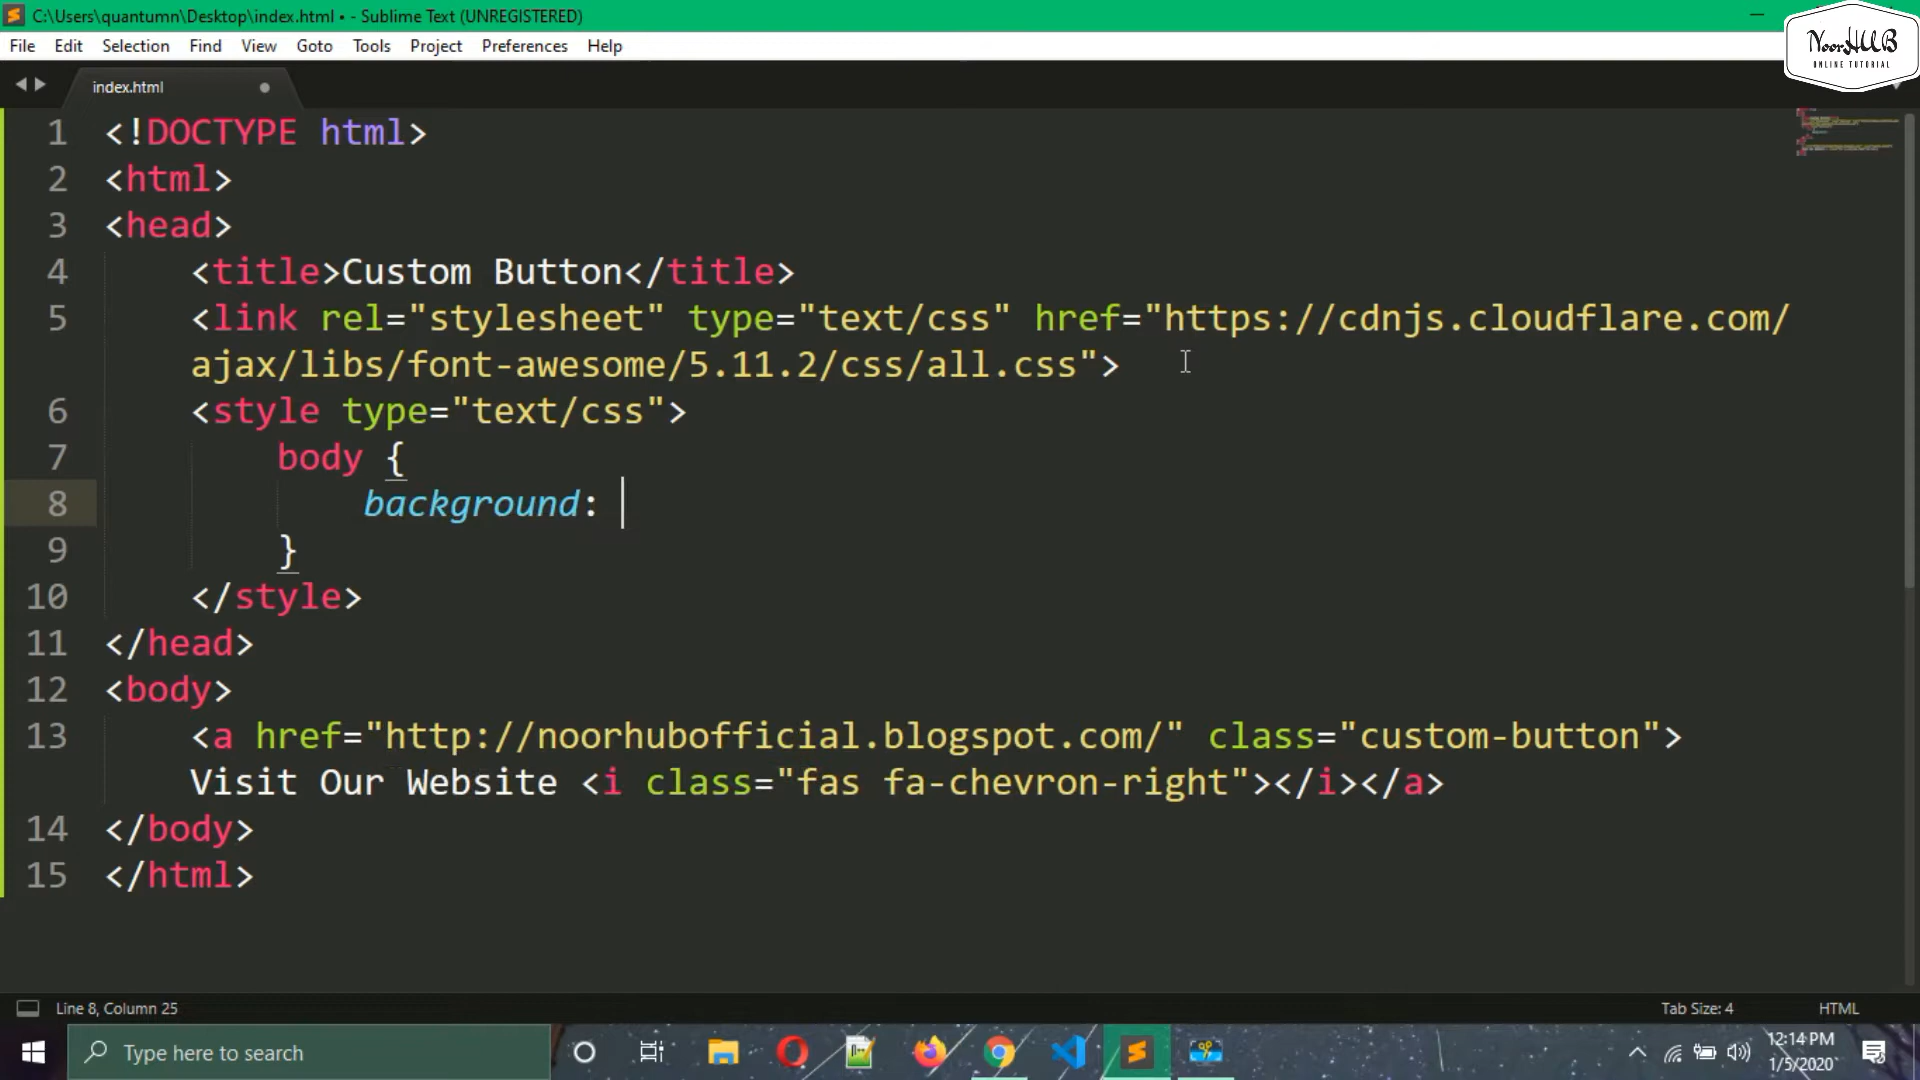 C:\Users\quantumn\Desktop\index.html • - Sublime Text (UNREGISTERED)
NoorHUB
ONLINE TUTORIAL
File Edit Selection Find View Goto Tools Project Preferences Help
index.html
1 <!DOCTYPE html>
2 <html>
3 <head>
4 <title>Custom Button</title>
5 <link rel="stylesheet" type="text/css" href="https://cdnjs.cloudflare.com/
ajax/libs/font-awesome/5.11.2/css/all.css">
6 <style type="text/css">
7 body {
8 background:
9 }
10 </style>
11 </head>
12 <body>
13 <a href="http://noorhubofficial.blogspot.com/" class="custom-button">
Visit Our Website <i class="fas fa-chevron-right"></i></a>
14 </body>
15 </html>
Line 8, Column 25 Tab Size: 4 HTML
Type here to search
12:14 PM
1/5/2020